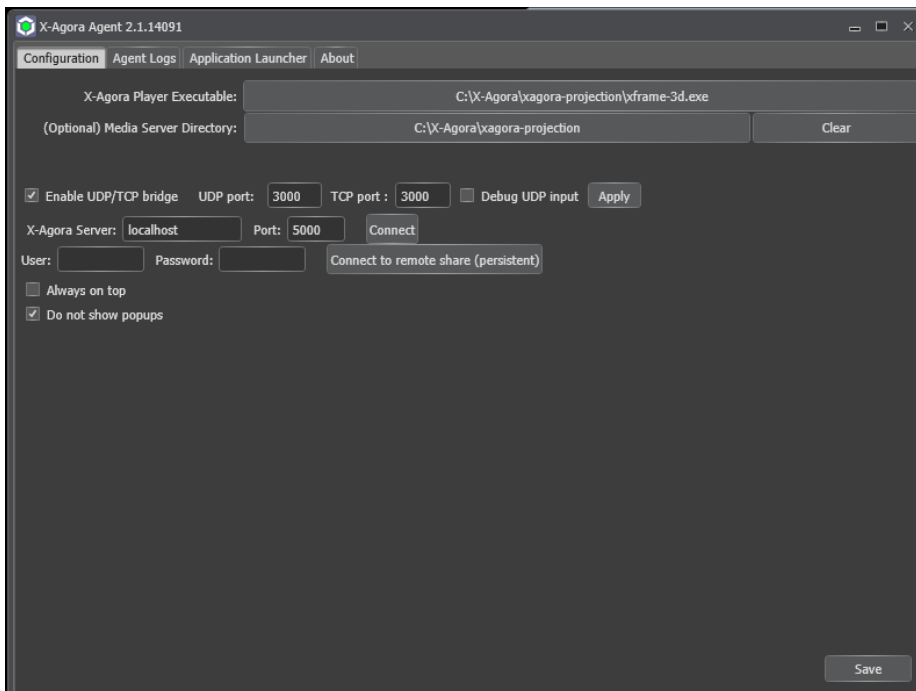 X-Agora Agent 2.1.14091
Configuration Agent Logs Application Launcher About
X-Agora Player Executable: C:\X-Agora\xagora-projection\xframe-3d.exe
(Optional) Media Server Directory: C:\X-Agora\xagora-projection Clear
Enable UDP/TCP bridge UDP port: 3000 TCP port : 3000 Debug UDP input Apply
X-Agora Server: localhost Port: 5000 Connect
User: Password: Connect to remote share (persistent)
Always on top
Do not show popups
Save